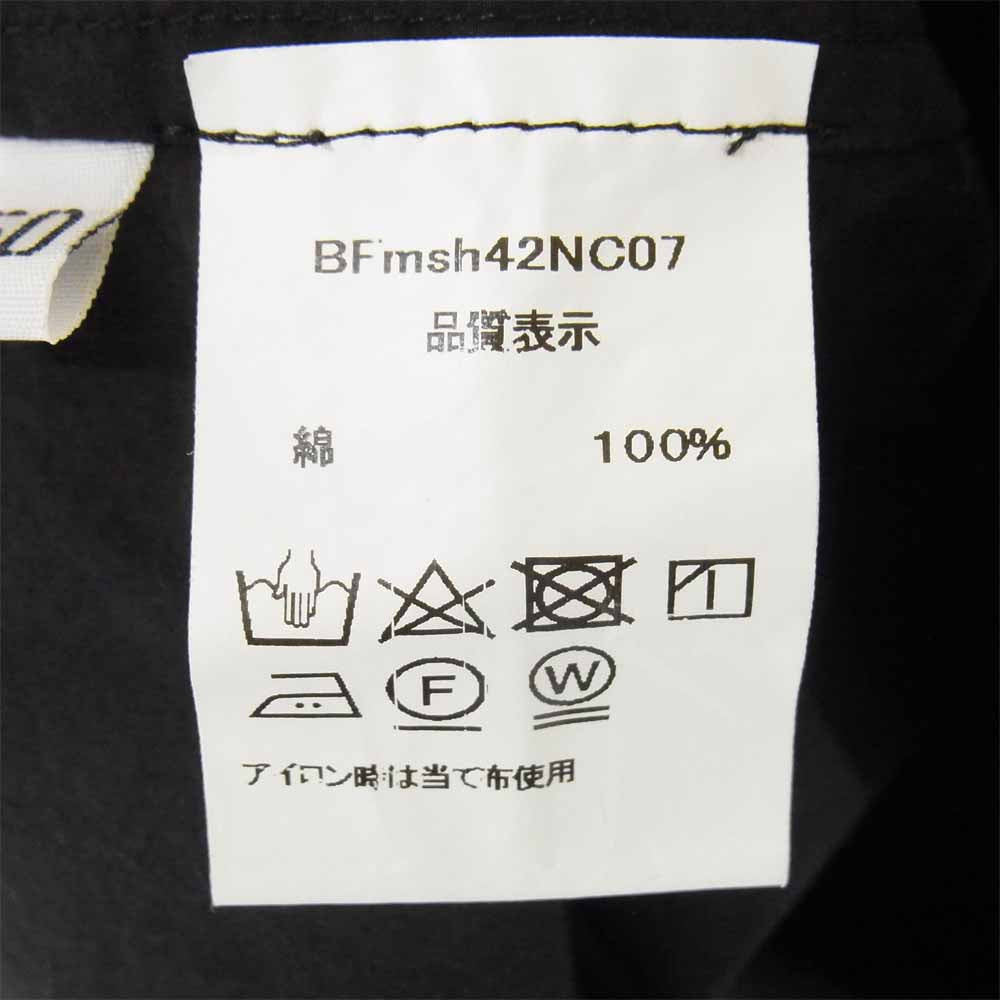 BFmsh42NC07
品質表示
綿 100%
F W
アイロン時は当て布使用